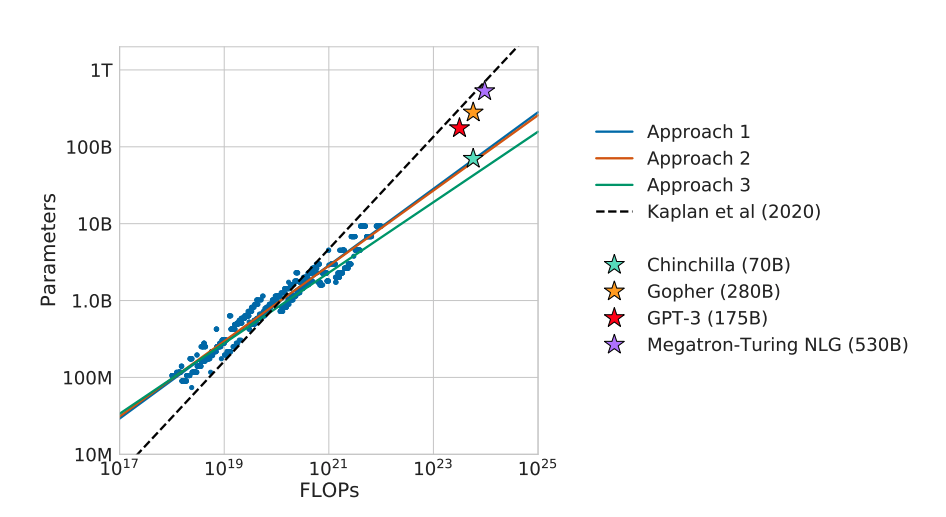 1T
100B
10B
1.0B
100M
10M
Parameters
10^17
10^19
10^21
10^23
10^25
FLOPs
Approach 1
Approach 2
Approach 3
Kaplan et al (2020)
Chinchilla (70B)
Gopher (280B)
GPT-3 (175B)
Megatron-Turing NLG (530B)